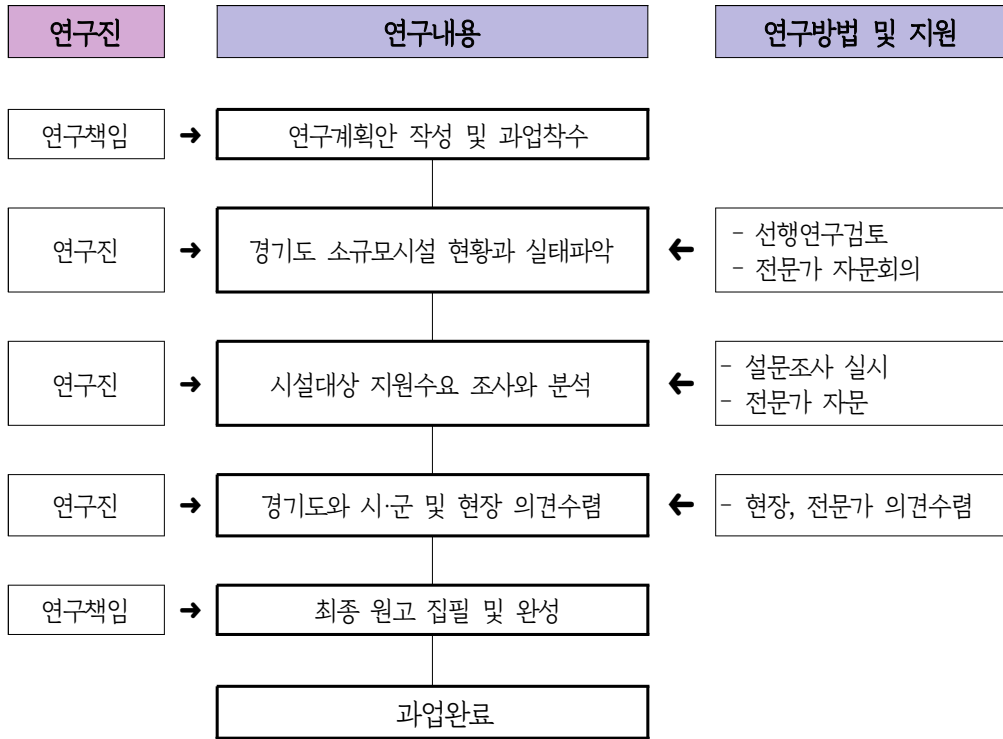 연구진
연구내용
연구방법 및 지원
연구책임
➜
연구계획안 작성 및 과업착수
연구진
➜
경기도 소규모시설 현황과 실태파악
←
- 선행연구검토
- 전문가 자문회의
연구진
➜
시설대상 지원수요 조사와 분석
←
- 설문조사 실시
- 전문가 자문
연구진
➜
경기도와 시·군 및 현장 의견수렴
←
- 현장, 전문가 의견수렴
연구책임
➜
최종 원고 집필 및 완성
과업완료